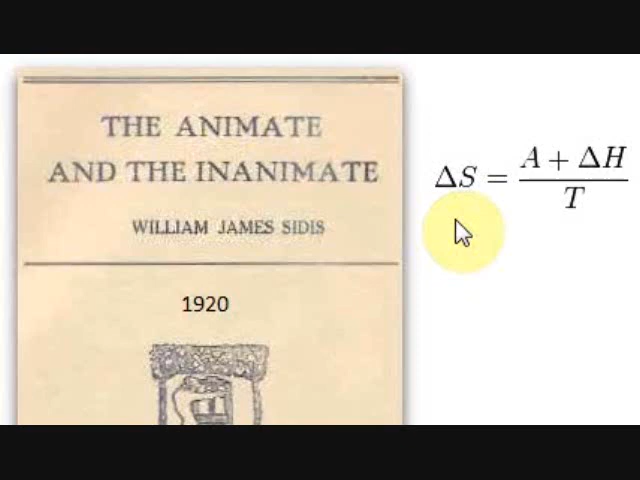 THE ANIMATE
AND THE INANIMATE
WILLIAM JAMES SIDIS
1920
ΔS = (A + ΔH) / T